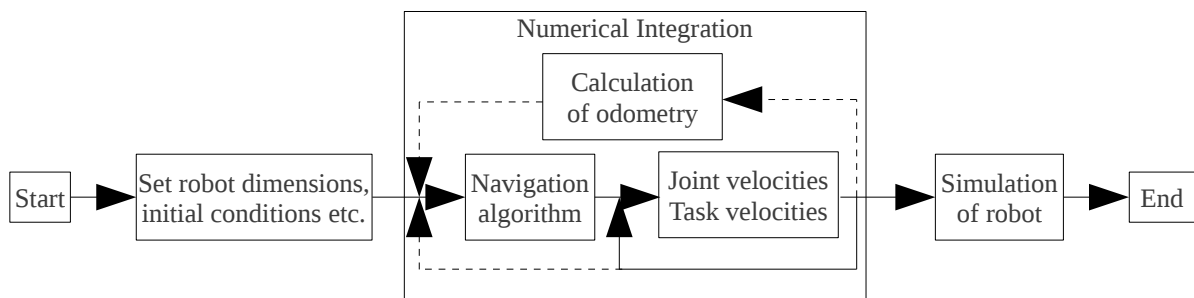 Numerical Integration
Calculation
of odometry
Start
Set robot dimensions,
initial conditions etc.
Navigation
algorithm
Joint velocities
Task velocities
Simulation
of robot
End